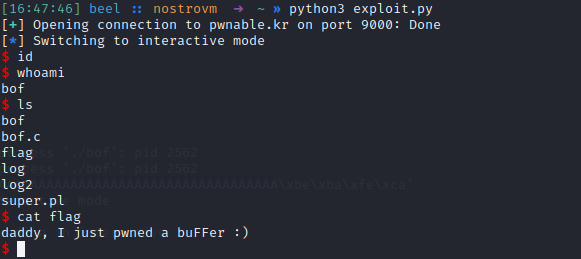 [16:47:46] beel :: nostrovm → ~ » python3 exploit.py
[+] Opening connection to pwnable.kr on port 9000: Done
[*] Switching to interactive mode
$ id
$ whoami
bof
$ ls
bof
bof.c
flag
log
log2
super.pl
$ cat flag
daddy, I just pwned a buFFer :)
$